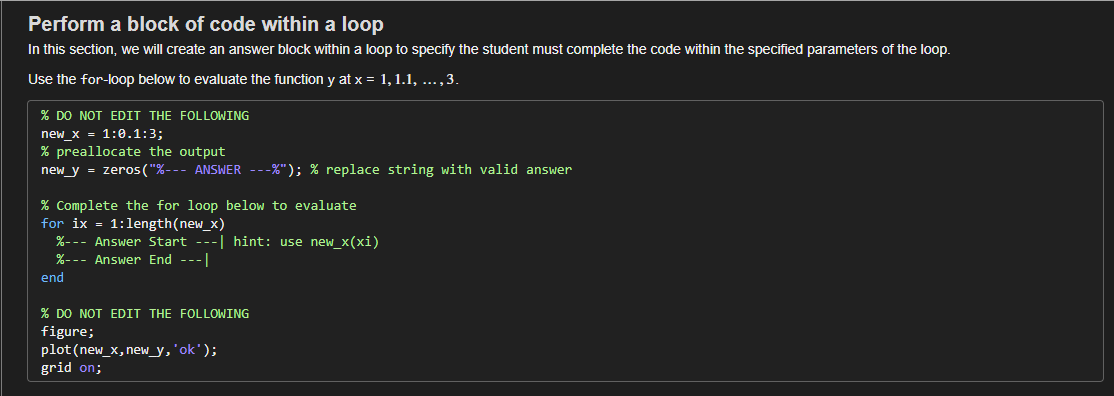 Perform a block of code within a loop
In this section, we will create an answer block within a loop to specify the student must complete the code within the specified parameters of the loop.
Use the for-loop below to evaluate the function y at x = 1, 1.1, …, 3.
% DO NOT EDIT THE FOLLOWING
new_x = 1:0.1:3;
% preallocate the output
new_y = zeros("%--- ANSWER ---%"); % replace string with valid answer
% Complete the for loop below to evaluate
for ix = 1:length(new_x)
%--- Answer Start ---| hint: use new_x(xi)
%--- Answer End ---|
end
% DO NOT EDIT THE FOLLOWING
figure;
plot(new_x,new_y,'ok');
grid on;